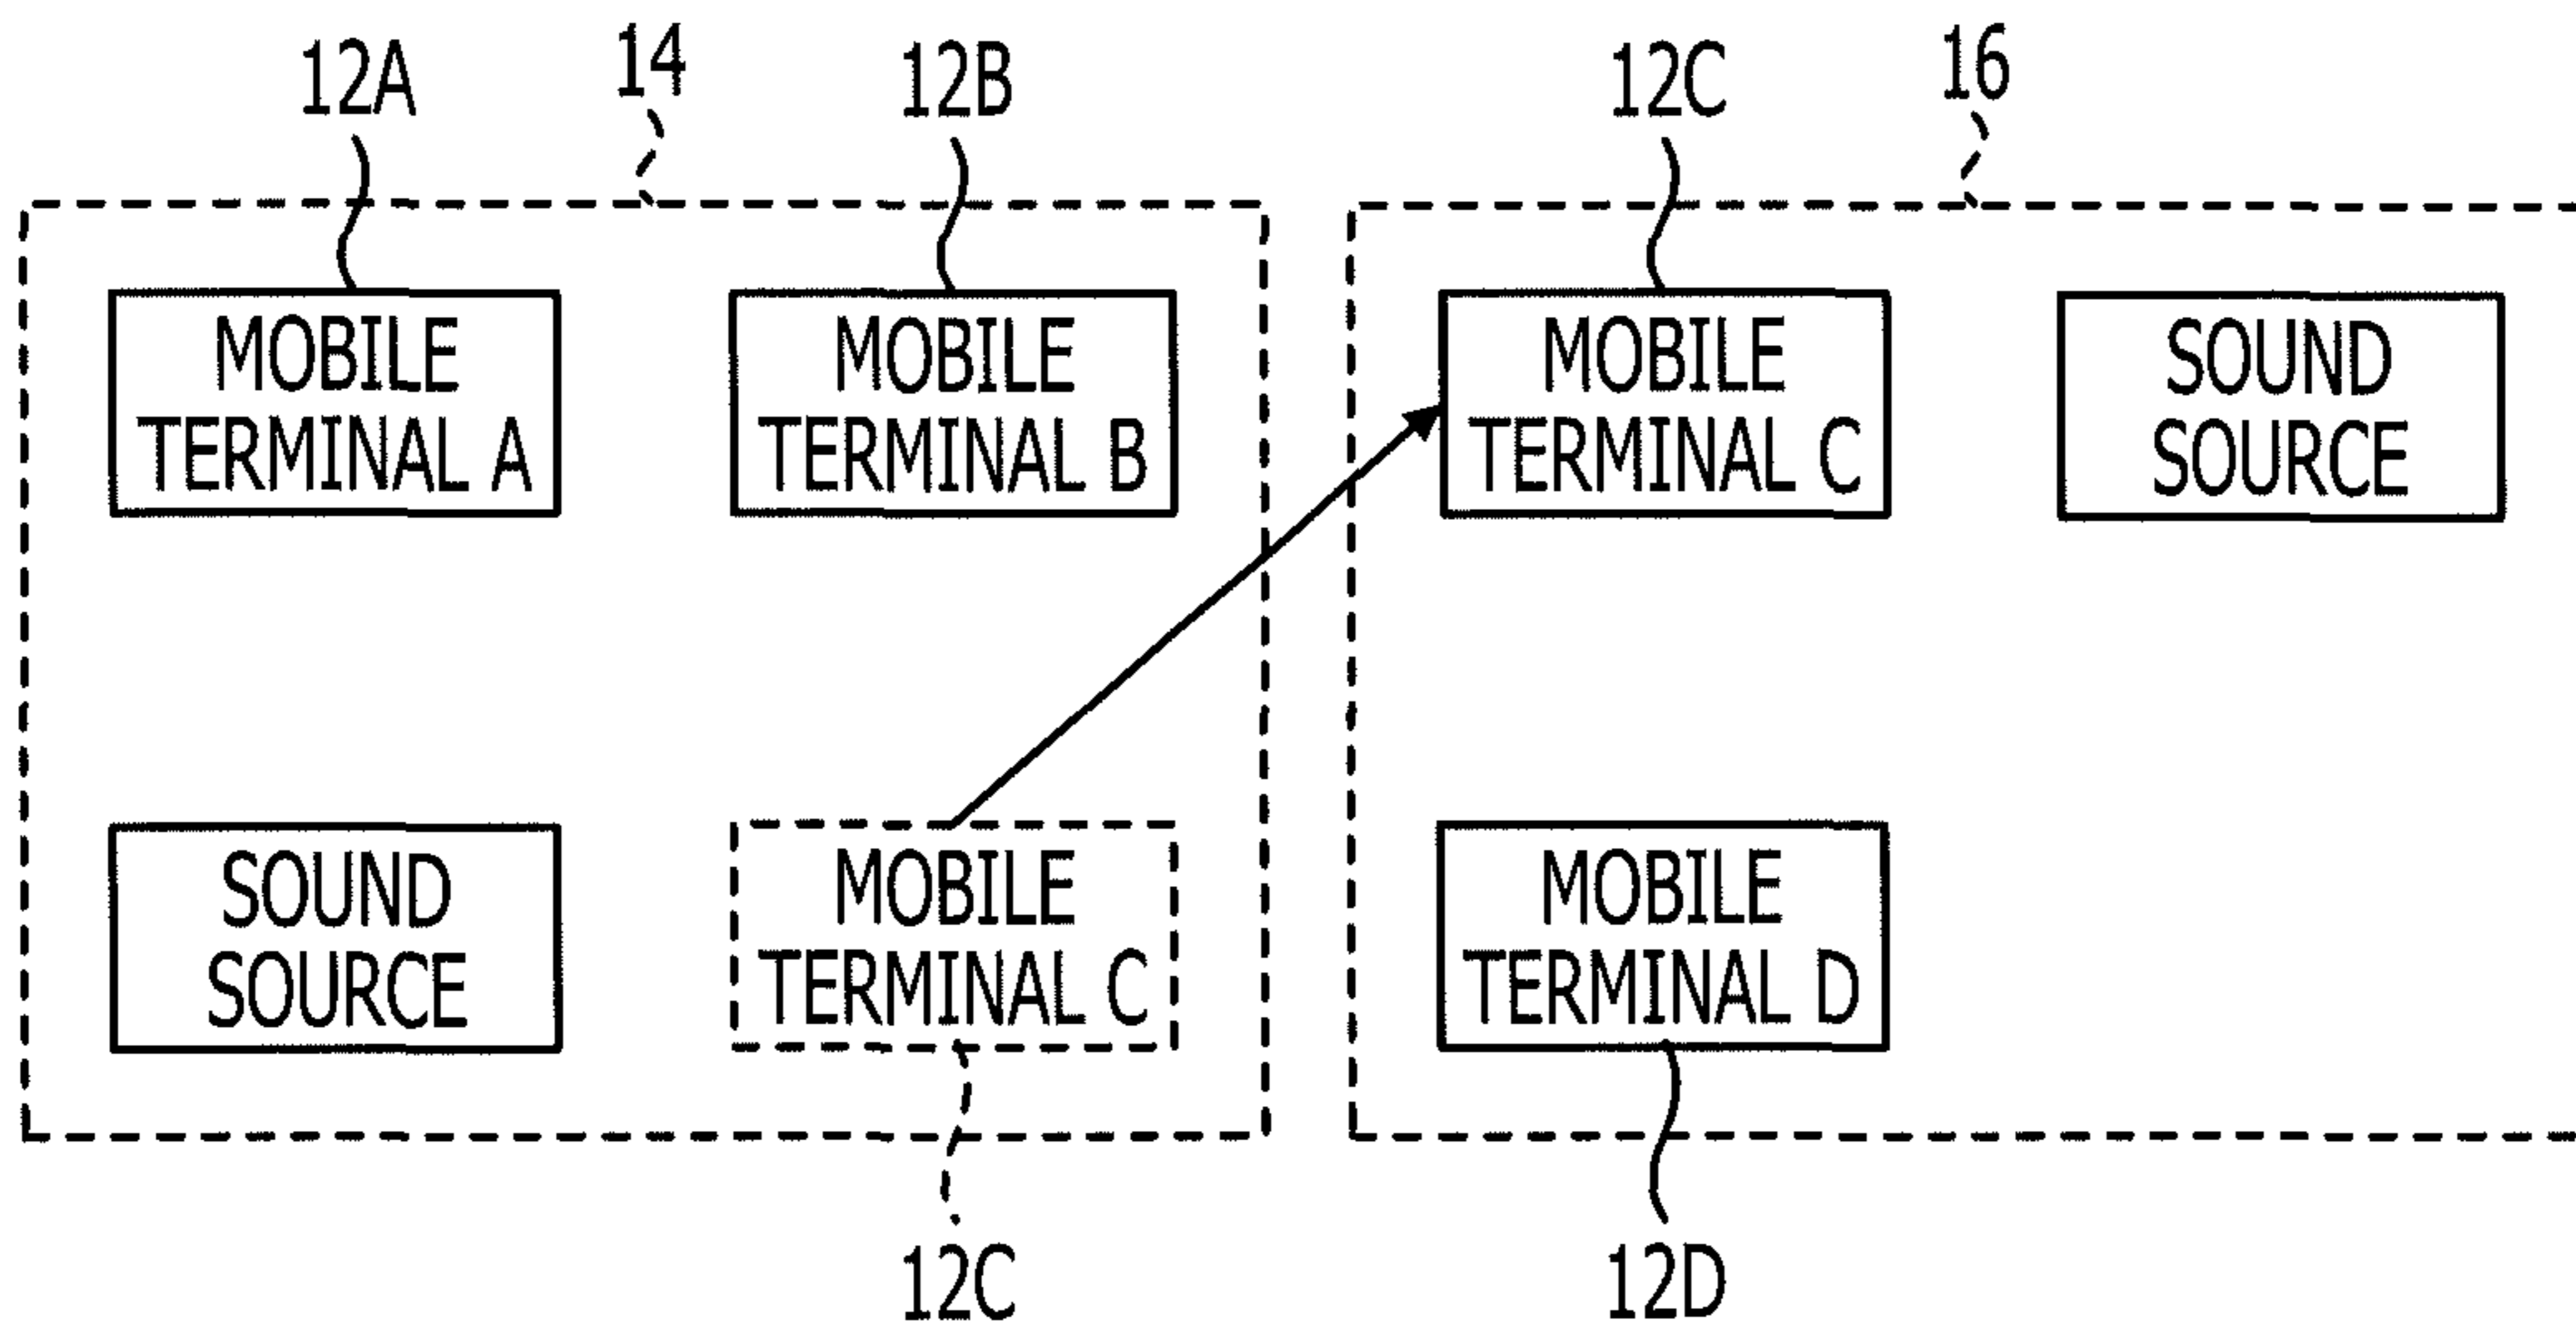 12A
14
12B
12C
16
MOBILE
TERMINAL A
MOBILE
TERMINAL B
MOBILE
TERMINAL C
SOUND
SOURCE
SOUND
SOURCE
MOBILE
TERMINAL C
MOBILE
TERMINAL D
12C
12D